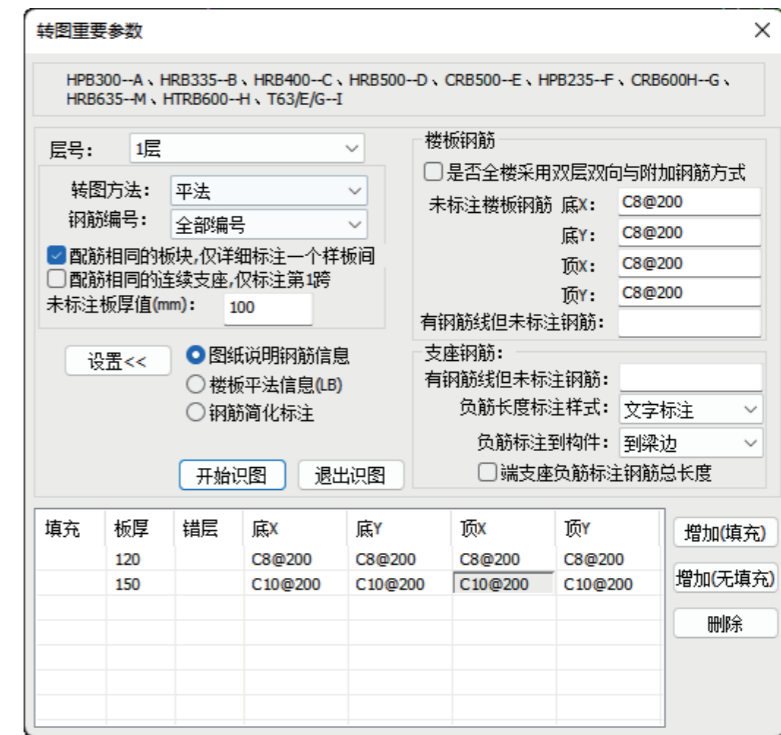 转图重要参数
HPB300--A、HRB335--B、HRB400--C、HRB500--D、CRB500--E、HPB235--F、CRB600H--G、
HRB635--M、HTRB600--H、T63/E/G--I
层号： 1层
转图方法： 平法
钢筋编号： 全部编号
配筋相同的板块,仅详细标注一个样板间
配筋相同的连续支座,仅标注第1跨
未标注板厚值(mm)： 100
设置<<
图纸说明钢筋信息
楼板平法信息(LB)
钢筋简化标注
开始识图 退出识图
楼板钢筋
是否全楼采用双层双向与附加钢筋方式
未标注楼板钢筋 底X： C8@200
底Y： C8@200
顶X： C8@200
顶Y： C8@200
有钢筋线但未标注钢筋：
支座钢筋：
有钢筋线但未标注钢筋：
负筋长度标注样式： 文字标注
负筋标注到构件： 到梁边
端支座负筋标注钢筋总长度
填充 板厚 错层 底X 底Y 顶X 顶Y
120 C8@200 C8@200 C8@200 C8@200
150 C10@200 C10@200 C10@200 C10@200
增加(填充)
增加(无填充)
删除